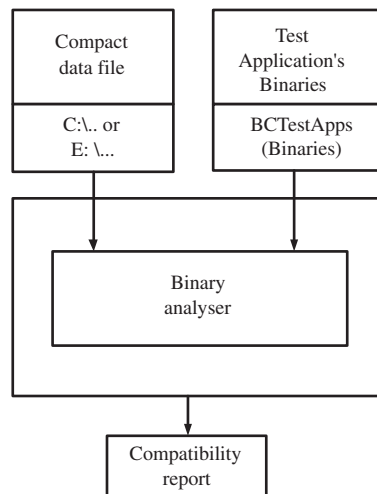 Compact
data file
C:\.. or
E: \...
Test
Application's
Binaries
BCTestApps
(Binaries)
Binary
analyser
Compatibility
report